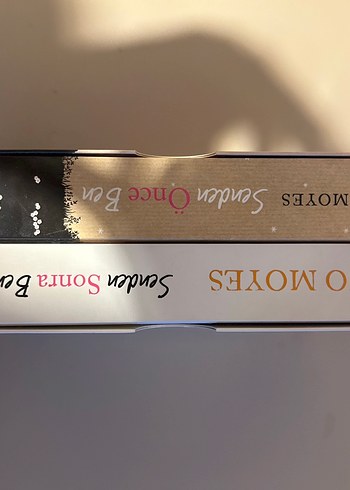 O MOYES Senden Sonra Ben
MOYES Senden Önce Ben